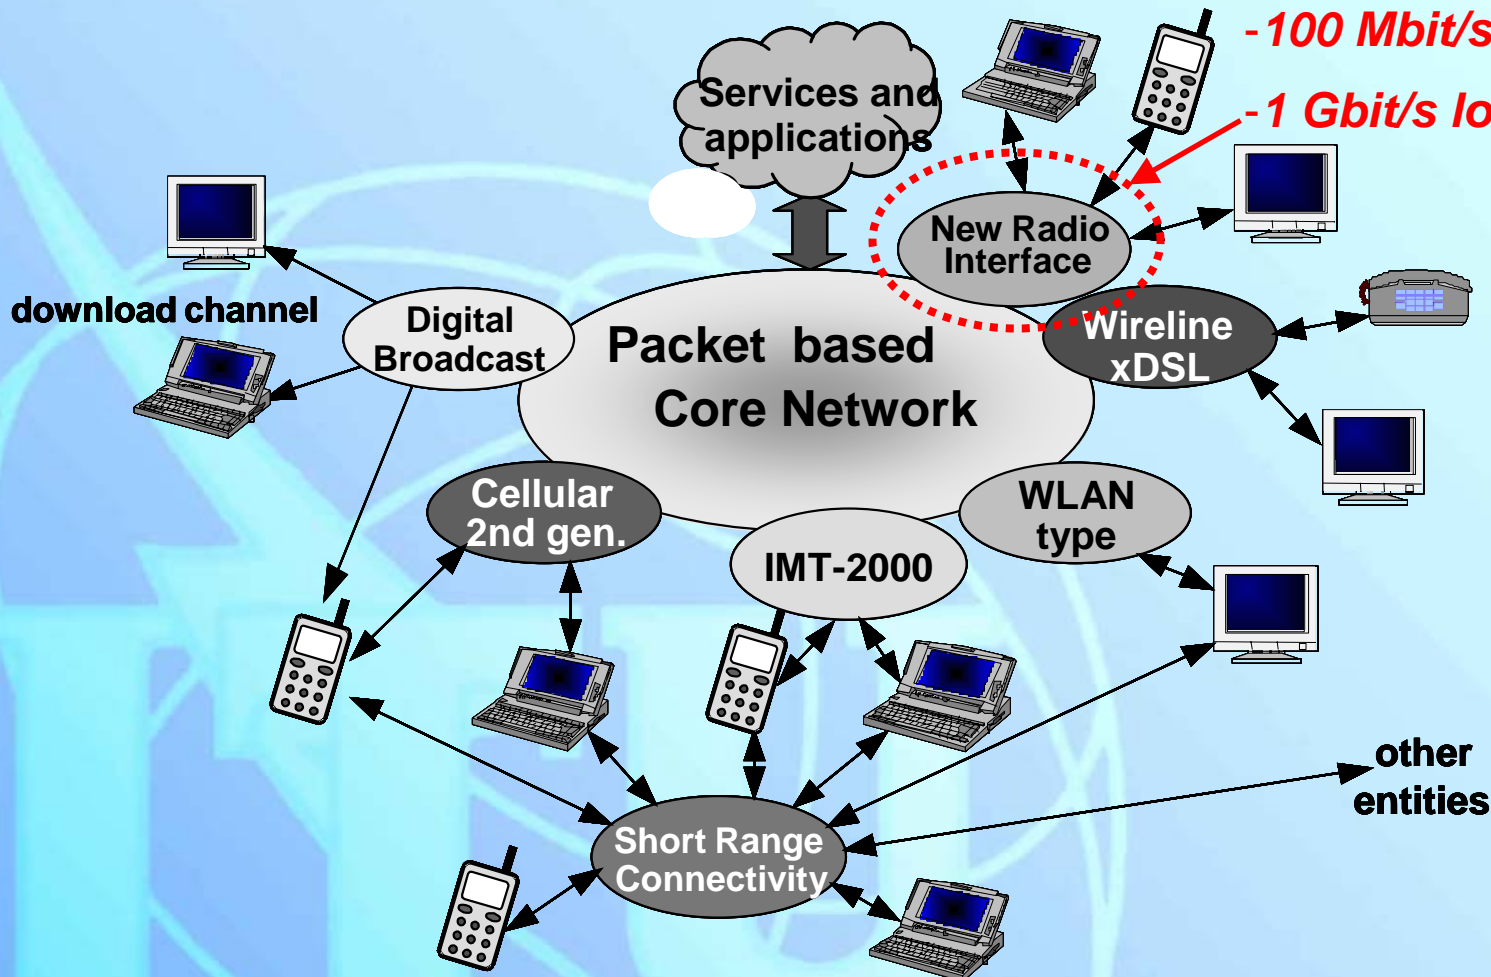 -100 Mbit/s
-1 Gbit/s
Services and
applications
New Radio
Interface
download channel
Digital
Broadcast
Packet based
Core Network
Wireline
xDSL
Cellular
2nd gen.
IMT-2000
WLAN
type
other
entities
Short Range
Connectivity
ITU